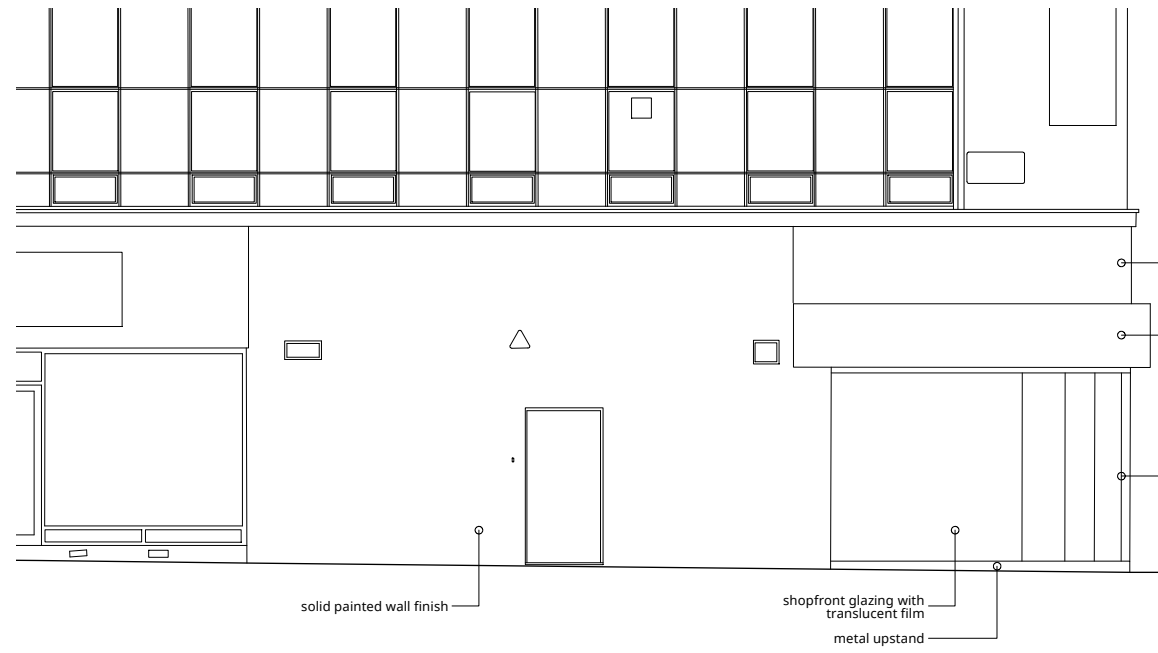 solid painted wall finish
shopfront glazing with
translucent film
metal upstand